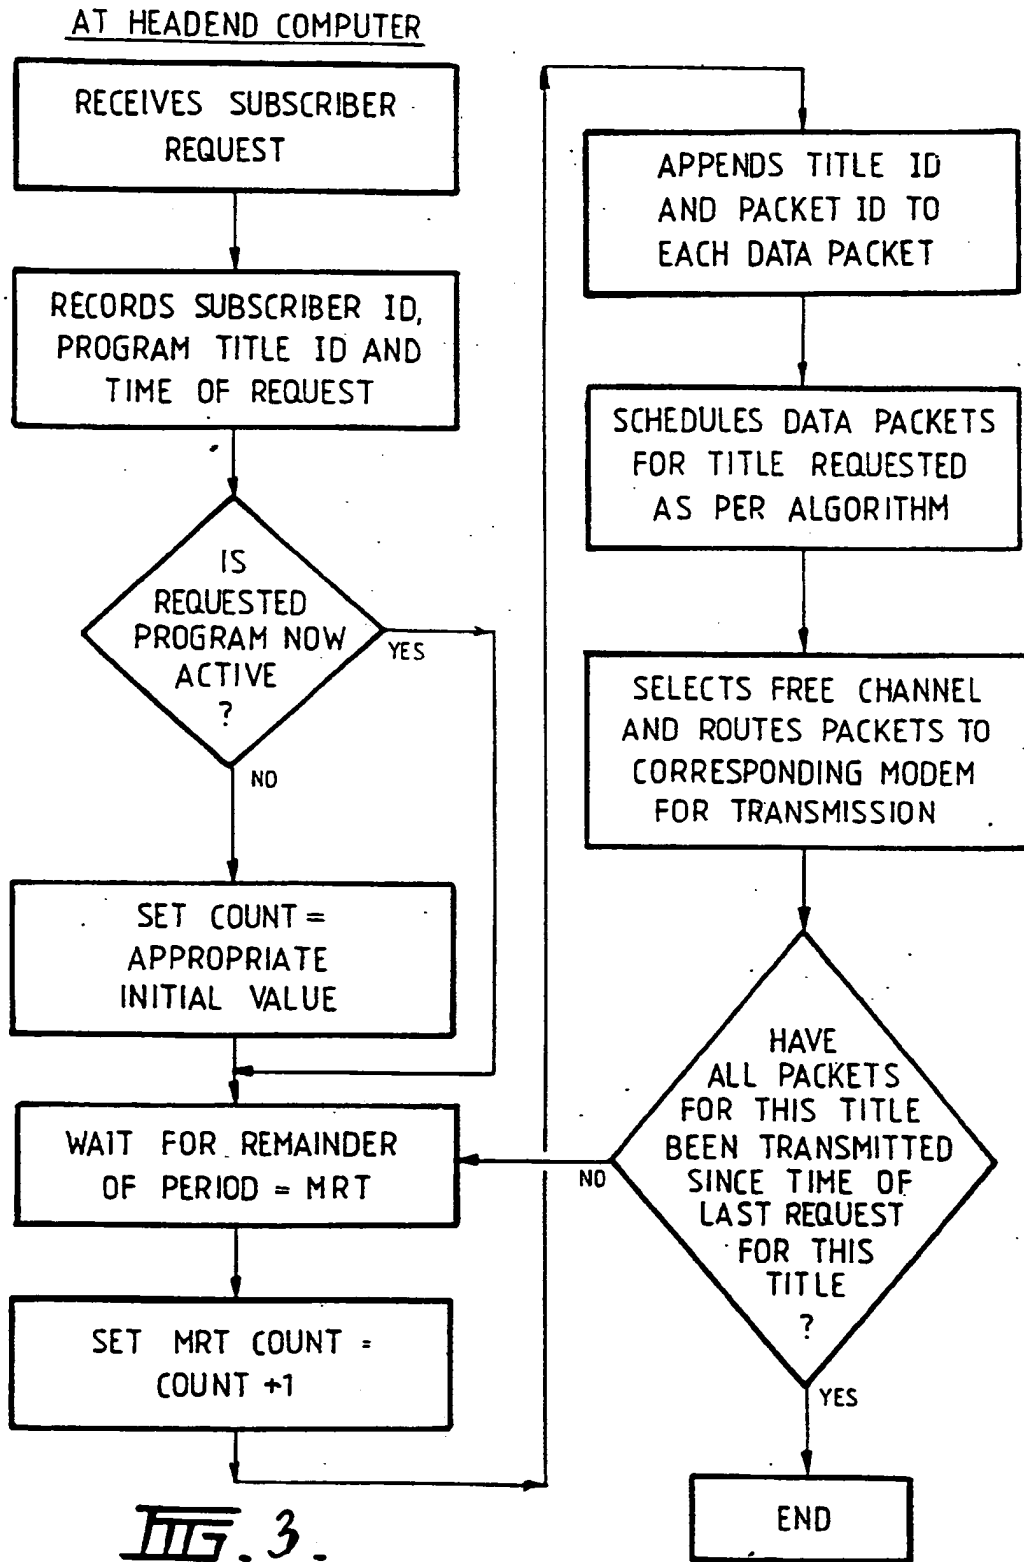 AT HEADEND COMPUTER
RECEIVES SUBSCRIBER
REQUEST
RECORDS SUBSCRIBER ID,
PROGRAM TITLE ID AND
TIME OF REQUEST
IS
REQUESTED
PROGRAM NOW
ACTIVE
?
YES
NO
SET COUNT =
APPROPRIATE
INITIAL VALUE
WAIT FOR REMAINDER
OF PERIOD = MRT
SET MRT COUNT =
COUNT +1
APPENDS TITLE ID
AND PACKET ID TO
EACH DATA PACKET
SCHEDULES DATA PACKETS
FOR TITLE REQUESTED
AS PER ALGORITHM
SELECTS FREE CHANNEL
AND ROUTES PACKETS TO
CORRESPONDING MODEM
FOR TRANSMISSION
HAVE
ALL PACKETS
FOR THIS TITLE
BEEN TRANSMITTED
SINCE TIME OF
LAST REQUEST
FOR THIS
TITLE
?
NO
YES
END
FIG. 3.